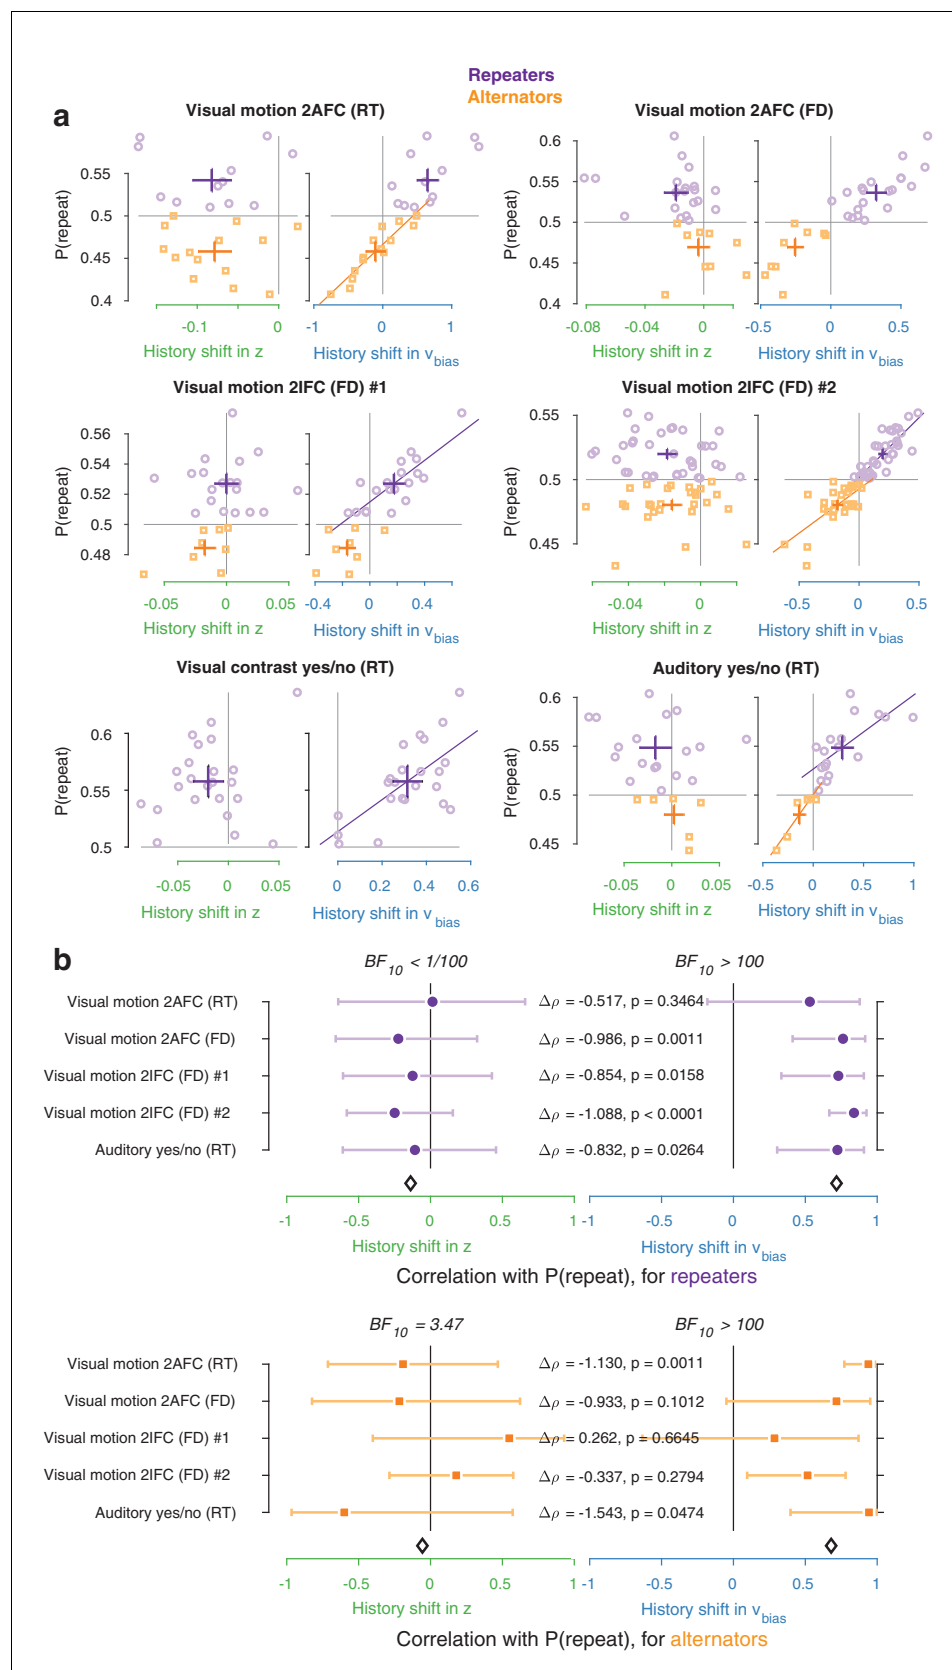 Repeaters
Alternators
a
Visual motion 2AFC (RT)
P(repeat)
0.55
0.5
0.45
0.4
-0.1 0
History shift in z
-1 0 1
History shift in v_bias
Visual motion 2AFC (FD)
P(repeat)
0.6
0.55
0.5
0.45
0.4
-0.08 -0.04 0
History shift in z
-0.5 0 0.5
History shift in v_bias
Visual motion 2IFC (FD) #1
P(repeat)
0.56
0.54
0.52
0.5
0.48
-0.05 0 0.05
History shift in z
-0.4 0 0.4
History shift in v_bias
Visual motion 2IFC (FD) #2
P(repeat)
0.55
0.5
0.45
-0.04 0
History shift in z
-0.5 0 0.5
History shift in v_bias
Visual contrast yes/no (RT)
P(repeat)
0.6
0.55
0.5
-0.05 0
History shift in z
0 0.2 0.4 0.6
History shift in v_bias
Auditory yes/no (RT)
P(repeat)
0.6
0.55
0.5
0.45
-0.05 0 0.05
History shift in z
-0.5 0 0.5 1
History shift in v_bias
b
BF_10 < 1/100 BF_10 > 100
Visual motion 2AFC (RT) Δρ = -0.517, p = 0.3464
Visual motion 2AFC (FD) Δρ = -0.986, p = 0.0011
Visual motion 2IFC (FD) #1 Δρ = -0.854, p = 0.0158
Visual motion 2IFC (FD) #2 Δρ = -1.088, p < 0.0001
Auditory yes/no (RT) Δρ = -0.832, p = 0.0264
-1 -0.5 0 0.5 1 -1 -0.5 0 0.5 1
History shift in z History shift in v_bias
Correlation with P(repeat), for repeaters
BF_10 = 3.47 BF_10 > 100
Visual motion 2AFC (RT) Δρ = -1.130, p = 0.0011
Visual motion 2AFC (FD) Δρ = -0.933, p = 0.1012
Visual motion 2IFC (FD) #1 Δρ = 0.262, p = 0.6645
Visual motion 2IFC (FD) #2 Δρ = -0.337, p = 0.2794
Auditory yes/no (RT) Δρ = -1.543, p = 0.0474
-1 -0.5 0 0.5 1 -1 -0.5 0 0.5 1
History shift in z History shift in v_bias
Correlation with P(repeat), for alternators